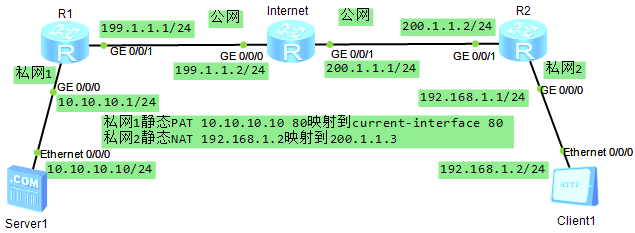 R1
199.1.1.1/24
公网
Internet
公网
200.1.1.2/24
R2
GE 0/0/1
GE 0/0/0
GE 0/0/1
GE 0/0/1
私网1
199.1.1.2/24
200.1.1.1/24
私网2
GE 0/0/0
GE 0/0/0
10.10.10.1/24
192.168.1.1/24
私网1静态PAT 10.10.10.10 80映射到current-interface 80
私网2静态NAT 192.168.1.2映射到200.1.1.3
Ethernet 0/0/0
Ethernet 0/0/0
10.10.10.10/24
192.168.1.2/24
.COM
HTTP
Server1
Client1